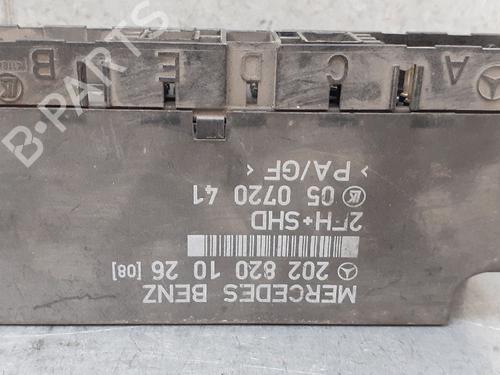 MERCEDES BENZ
202 820 10 26 [08]
2FH+SHD
05 0720 41
> PA/GF <
A C D E B
B-PARTS